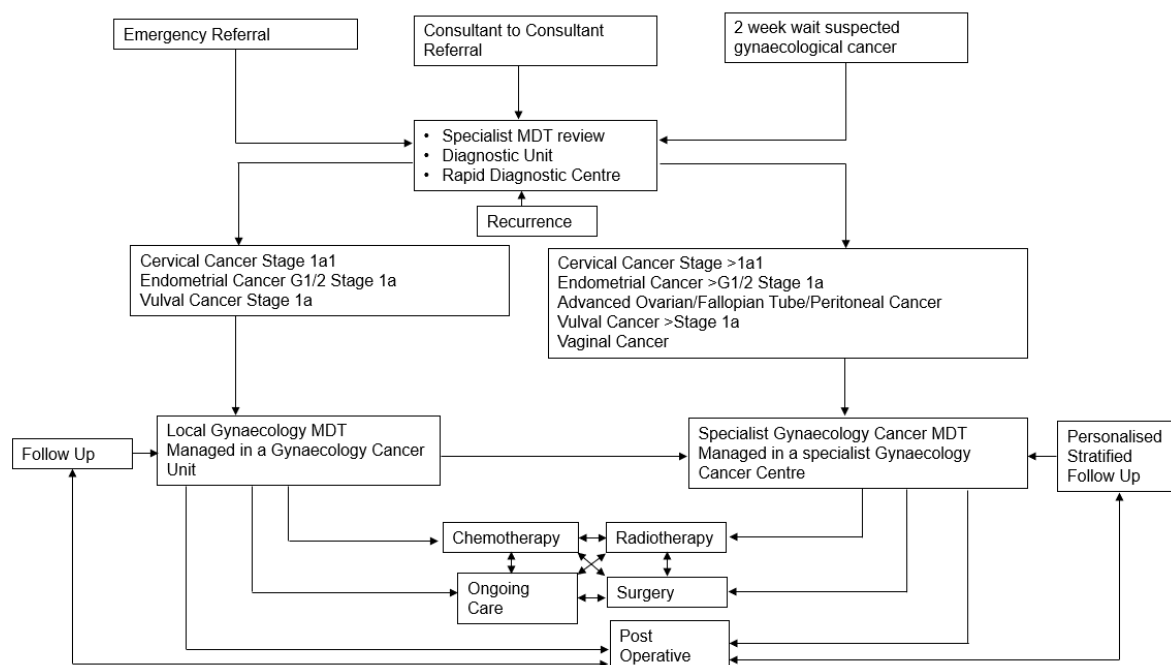 Emergency Referral
Consultant to Consultant
Referral
2 week wait suspected
gynaecological cancer
• Specialist MDT review
• Diagnostic Unit
• Rapid Diagnostic Centre
Recurrence
Cervical Cancer Stage 1a1
Endometrial Cancer G1/2 Stage 1a
Vulval Cancer Stage 1a
Cervical Cancer Stage >1a1
Endometrial Cancer >G1/2 Stage 1a
Advanced Ovarian/Fallopian Tube/Peritoneal Cancer
Vulval Cancer >Stage 1a
Vaginal Cancer
Follow Up
Local Gynaecology MDT
Managed in a Gynaecology Cancer
Unit
Specialist Gynaecology Cancer MDT
Managed in a specialist Gynaecology
Cancer Centre
Personalised
Stratified
Follow Up
Chemotherapy
Radiotherapy
Ongoing
Care
Surgery
Post
Operative